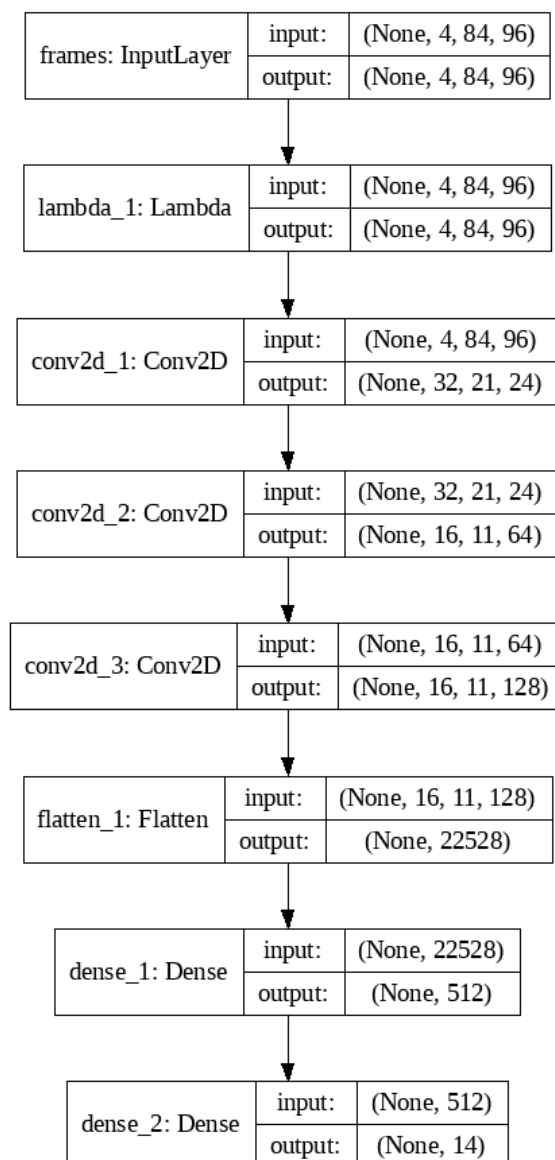 frames: InputLayer
input: (None, 4, 84, 96)
output: (None, 4, 84, 96)
lambda_1: Lambda
input: (None, 4, 84, 96)
output: (None, 4, 84, 96)
conv2d_1: Conv2D
input: (None, 4, 84, 96)
output: (None, 32, 21, 24)
conv2d_2: Conv2D
input: (None, 32, 21, 24)
output: (None, 16, 11, 64)
conv2d_3: Conv2D
input: (None, 16, 11, 64)
output: (None, 16, 11, 128)
flatten_1: Flatten
input: (None, 16, 11, 128)
output: (None, 22528)
dense_1: Dense
input: (None, 22528)
output: (None, 512)
dense_2: Dense
input: (None, 512)
output: (None, 14)